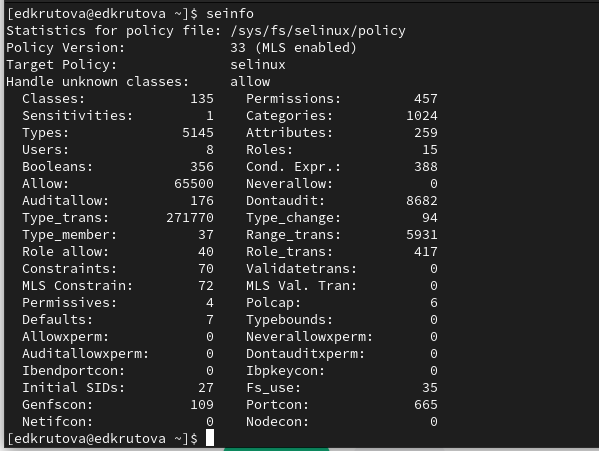 [edkrutova@edkrutova ~]$ seinfo
Statistics for policy file: /sys/fs/selinux/policy
Policy Version:             33 (MLS enabled)
Target Policy:              selinux
Handle unknown classes:     allow
  Classes:             135    Permissions:         457
  Sensitivities:         1    Categories:         1024
  Types:              5145    Attributes:          259
  Users:                 8    Roles:                15
  Booleans:            356    Cond. Expr.:         388
  Allow:             65500    Neverallow:            0
  Auditallow:          176    Dontaudit:          8682
  Type_trans:       271770    Type_change:          94
  Type_member:          37    Range_trans:        5931
  Role allow:           40    Role_trans:          417
  Constraints:          70    Validatetrans:         0
  MLS Constrain:        72    MLS Val. Tran:         0
  Permissives:           4    Polcap:                6
  Defaults:              7    Typebounds:            0
  Allowxperm:            0    Neverallowxperm:       0
  Auditallowxperm:       0    Dontauditxperm:        0
  Ibendportcon:          0    Ibpkeycon:             0
  Initial SIDs:         27    Fs_use:               35
  Genfscon:            109    Portcon:             665
  Netifcon:              0    Nodecon:               0
[edkrutova@edkrutova ~]$